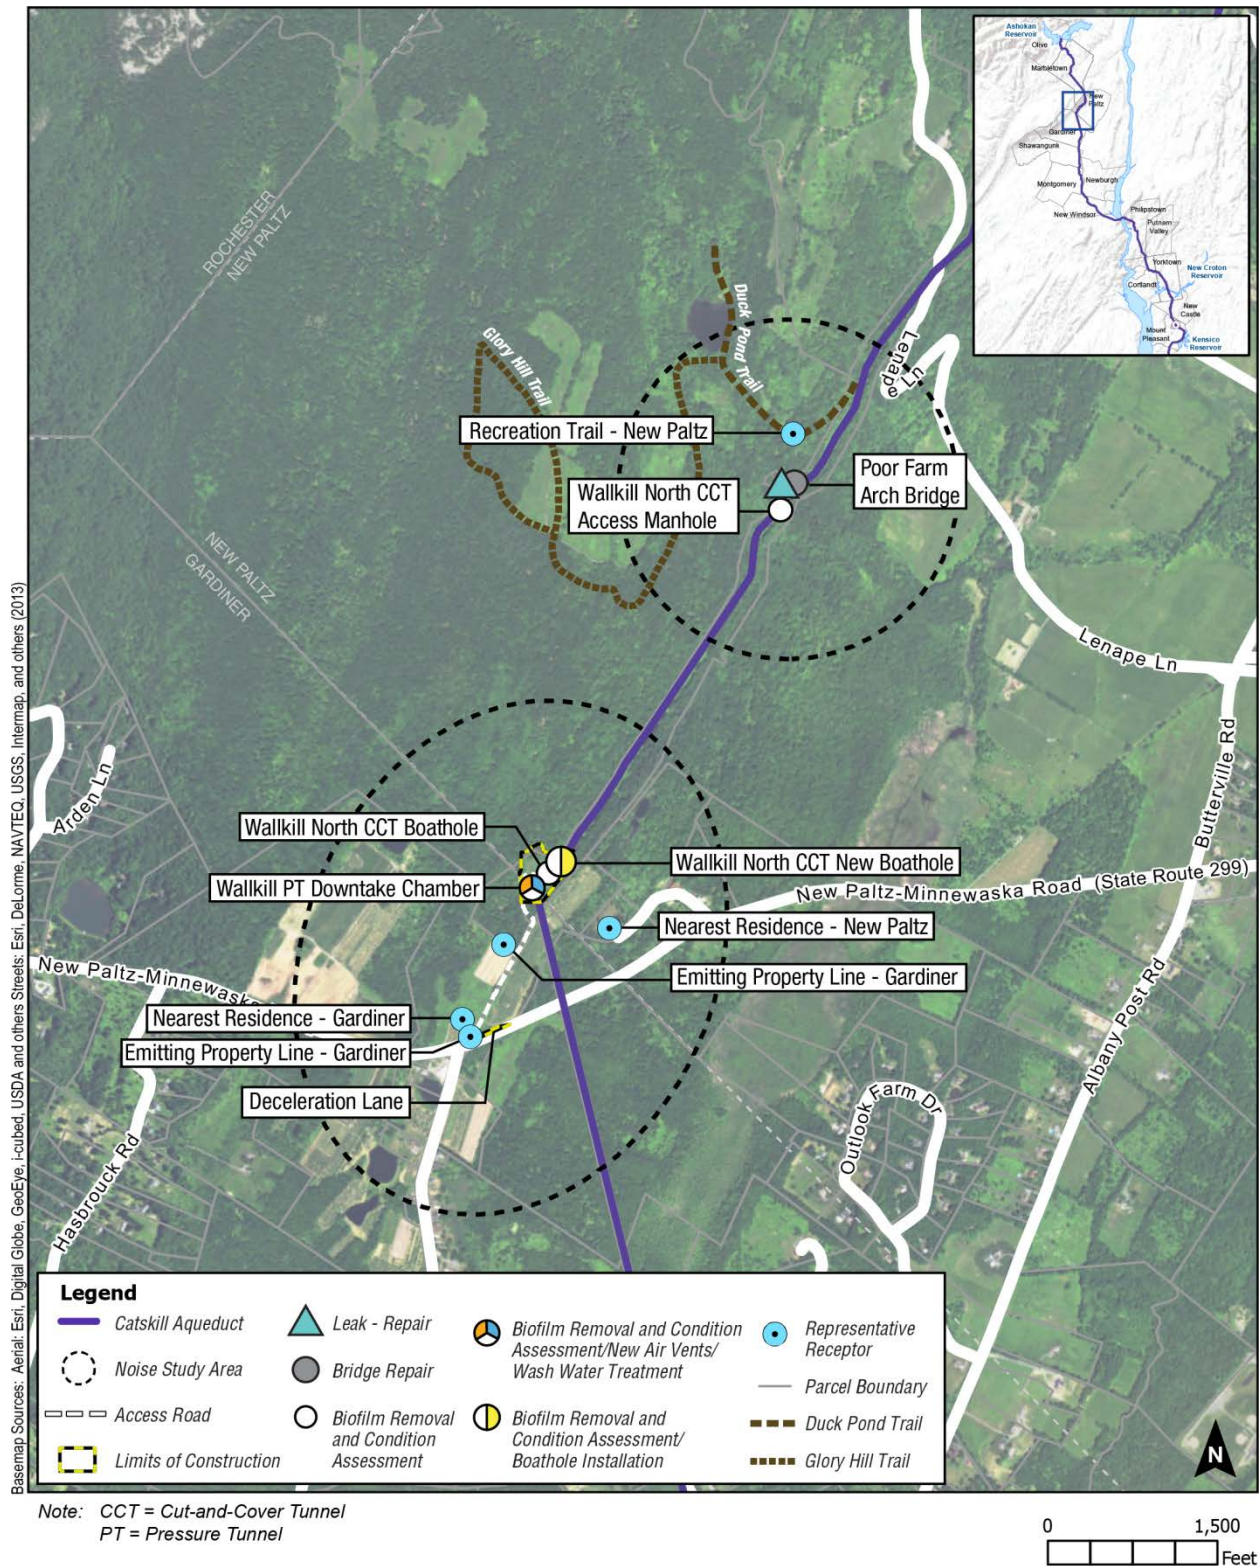 Ashokan
Reservoir
Olive
Marbletown
New
Paltz
Gardiner
Shawangunk
Montgomery
Newburgh
New Windsor
Philipstown
Putnam
Valley
Yorktown
New Croton
Reservoir
Cortlandt
New
Castle
Mount
Pleasant
Kensico
Reservoir
ROCHESTER
NEW PALTZ
Duck Pond Trail
Glory Hill Trail
Lenape Ln
Recreation Trail - New Paltz
Poor Farm
Arch Bridge
Wallkill North CCT
Access Manhole
NEW PALTZ
GARDINER
Lenape Ln
Butterville Rd
Arden Ln
Wallkill North CCT Boathole
Wallkill North CCT New Boathole
Wallkill PT Downtake Chamber
New Paltz-Minnewaska Road (State Route 299)
Nearest Residence - New Paltz
Emitting Property Line - Gardiner
New Paltz-Minnewaska
Nearest Residence - Gardiner
Emitting Property Line - Gardiner
Deceleration Lane
Albany Post Rd
Outlook Farm Dr
Hasbrouck Rd
Basemap Sources: Aerial: Esri, Digital Globe, GeoEye, i-cubed, USDA and others Streets: Esri, DeLorme, NAVTEQ, USGS, Intermap, and others (2013)
Legend
Catskill Aqueduct
Noise Study Area
Access Road
Limits of Construction
Leak - Repair
Bridge Repair
Biofilm Removal
and Condition
Assessment
Biofilm Removal and Condition
Assessment/New Air Vents/
Wash Water Treatment
Biofilm Removal and
Condition Assessment/
Boathole Installation
Representative
Receptor
Parcel Boundary
Duck Pond Trail
Glory Hill Trail
N
Note: CCT = Cut-and-Cover Tunnel
PT = Pressure Tunnel
0 1,500
Feet